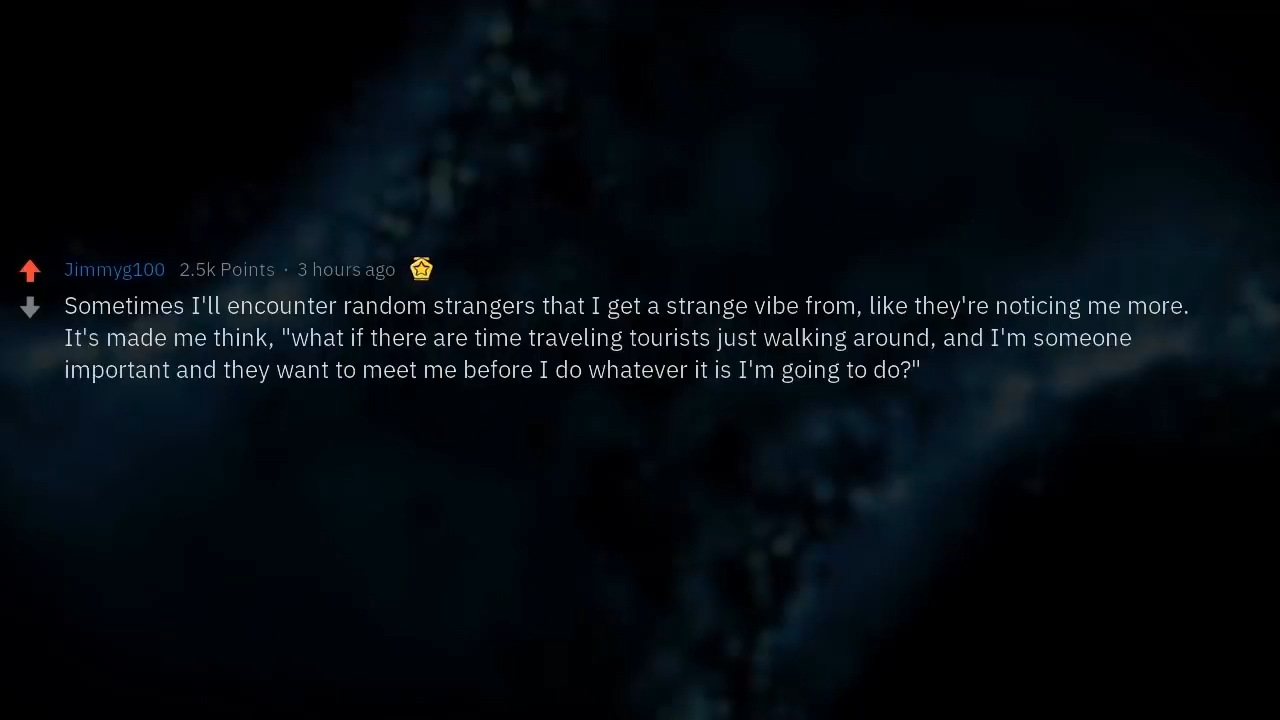 Jimmyg100 2.5k Points · 3 hours ago
Sometimes I'll encounter random strangers that I get a strange vibe from, like they're noticing me more.
It's made me think, "what if there are time traveling tourists just walking around, and I'm someone
important and they want to meet me before I do whatever it is I'm going to do?"